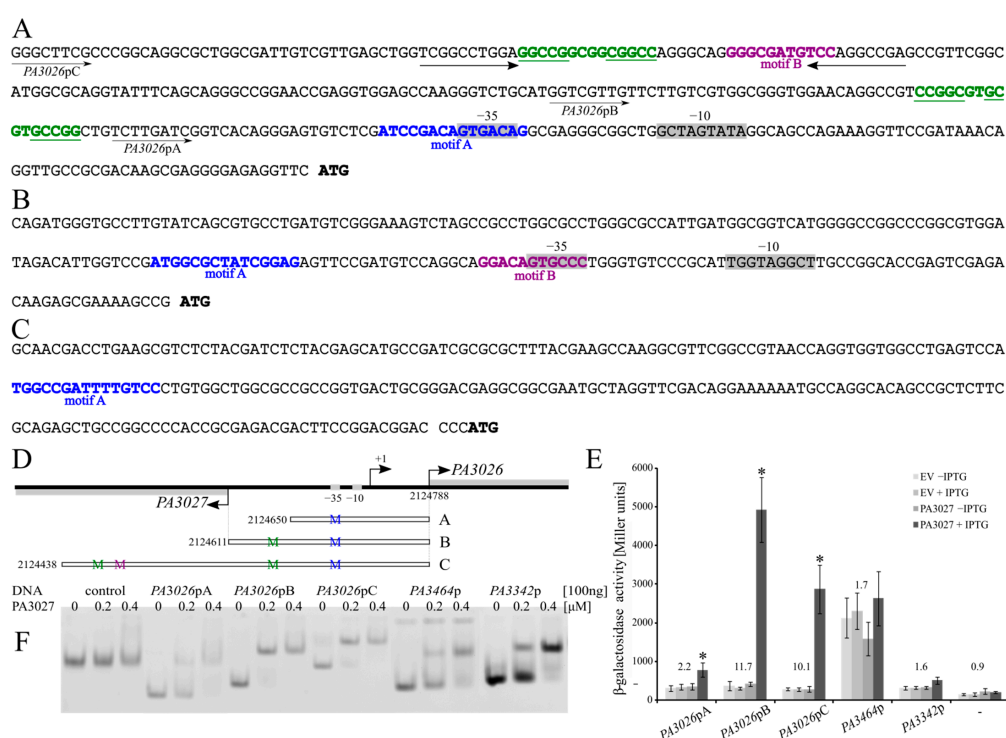 A
GGGCTTCGCCCGGCAGGCGCTGGCGATTGTCGTTGAGCTGGTCGGCCTGGAGGCCGGCGGCGGCCAGGGCAGGGGCGATGTCCAGGCCGAGCCGTTCGGC
PA3026pC motif B
ATGGCGCAGGTATTTCAGCAGGGCCGGAACCGAGGTGGAGCCAAGGGTCTGCATGGTCGTTGTTCTTGTCGTGGCGGGTGGAACAGGCCGTCCGGCGTGGC
PA3026pB
GTGCCGGCTGTCTTGATCGGTCACAGGGAGTGTCTCGATCCGACAGTGACAGGCGAGGGCGGCTGGCTAGTATAGGCAGCCAGAAAGGTTCCGATAAACA
−35 −10
PA3026pA motif A
GGTTGCCGCGACAAGCGAGGGGAGAGGTTC ATG
B
CAGATGGGTGCCTTGTATCAGCGTGCCTGATGTCGGGAAAGTCTAGCCGCCTGGCGCCTGGGCGCCATTGATGGCGGTCATGGGGCCGGCCCGGCGTGGA
−35 −10
TAGACATTGGTCCGATGGCGCTATCGGAGAGTTCCGATGTCCAGGCAGGACAGTGCCCTGGGTGTCCCGCATTGGTAGGCTTGCCGGCACCGAGTCGAGA
motif A motif B
CAAGAGCGAAAAGCCG ATG
C
GCAACGACCTGAAGCGTCTCTACGATCTCTACGAGCATGCCGATCGCGCGCTTTACGAAGCCAAGGCGTTCGGCCGTAACCAGGTGGTGGCCTGAGTCCA
TGGCCGATTTTGTCCCTGTGGCTGGCGCCGCCGGTGACTGCGGGACGAGGCGGCGAATGCTAGGTTCGACAGGAAAAAATGCCAGGCACAGCCGCTCTTC
motif A
GCAGAGCTGCCGGCCCCACCGCGAGACGACTTCCGGACGGAC CCCATG
D
+1 PA3026
PA3027 −35 −10 2124788
2124650 M A
2124611 M M B
2124438 M M M M C
DNA control PA3026pA PA3026pB PA3026pC PA3464p PA3342p [100ng]
PA3027 0 0.2 0.4 0 0.2 0.4 0 0.2 0.4 0 0.2 0.4 0 0.2 0.4 0 0.2 0.4 [µM]
F
E
β-galactosidase activity [Miller units]
6000
5000
4000
3000
2000
1000
0
EV −IPTG
EV + IPTG
PA3027 −IPTG
PA3027 + IPTG
2.2 * 11.7 * 10.1 * 1.7 1.6 0.9
PA3026pA PA3026pB PA3026pC PA3464p PA3342p -